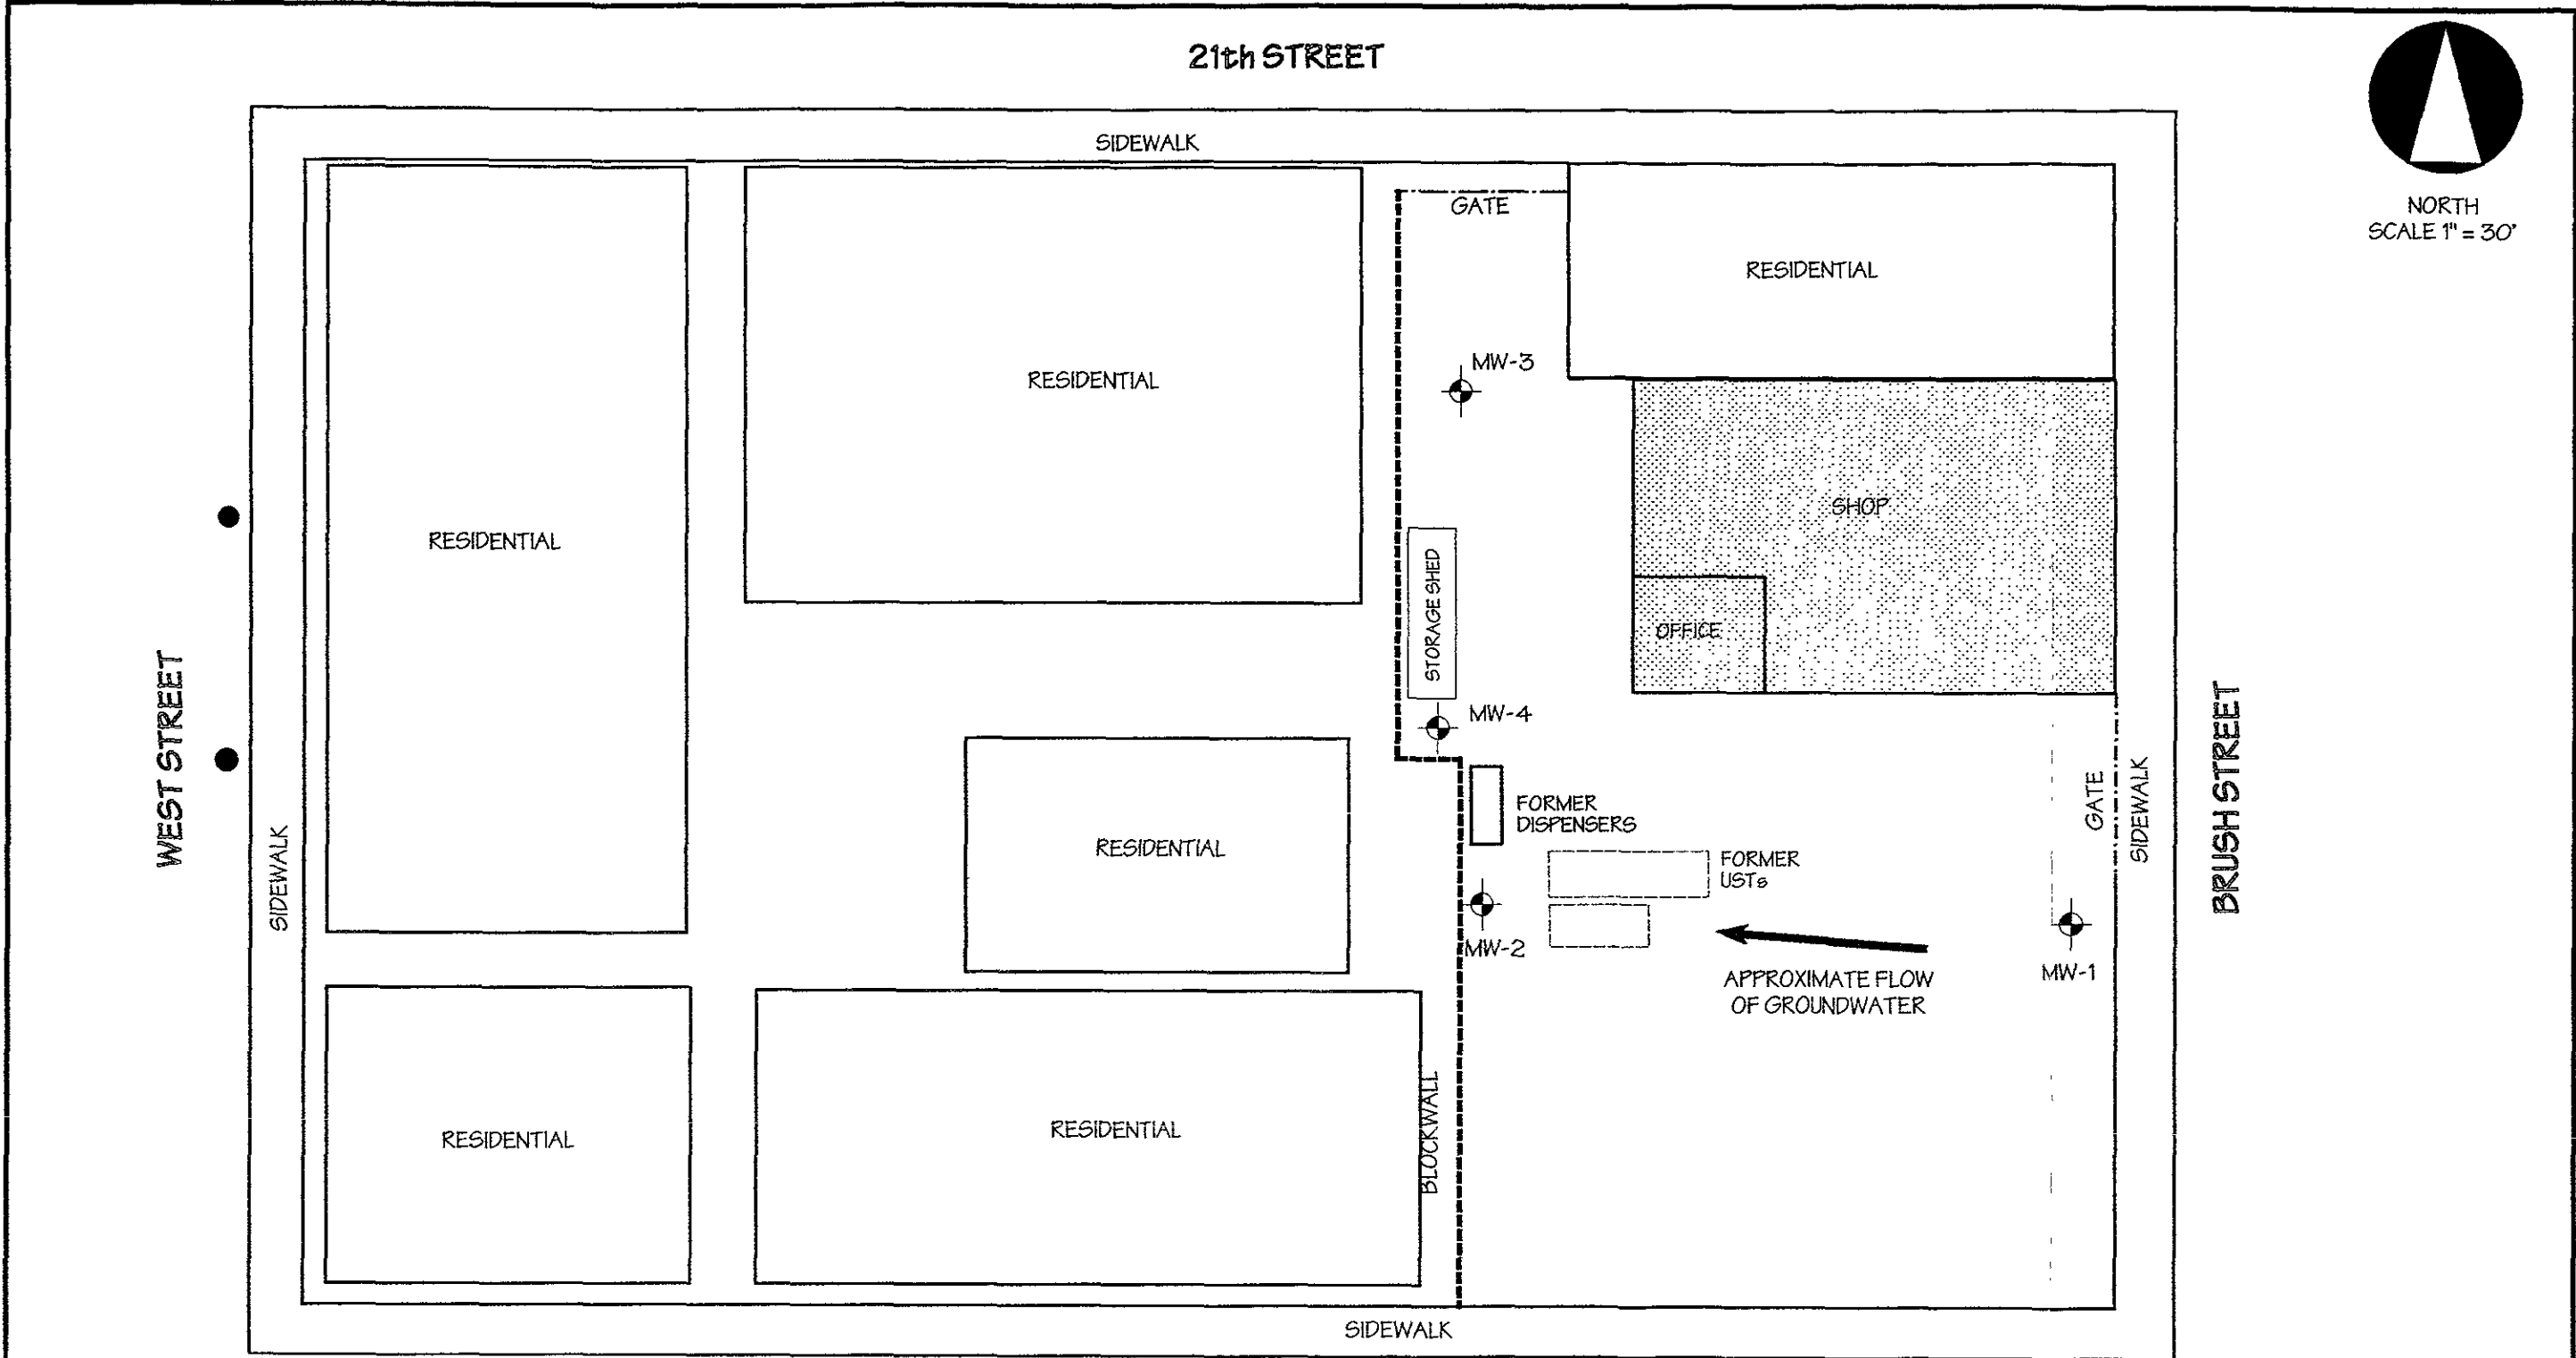 21th STREET
NORTH
SCALE 1" = 30'
SIDEWALK
GATE
RESIDENTIAL
MW-3
RESIDENTIAL
SHOP
RESIDENTIAL
STORAGE SHED
OFFICE
MW-4
WEST STREET
BRUSH STREET
GATE
SIDEWALK
FORMER
DISPENSERS
RESIDENTIAL
SIDEWALK
FORMER
USTs
MW-2
MW-1
APPROXIMATE FLOW
OF GROUNDWATER
RESIDENTIAL
RESIDENTIAL
BLOCKWALL
SIDEWALK